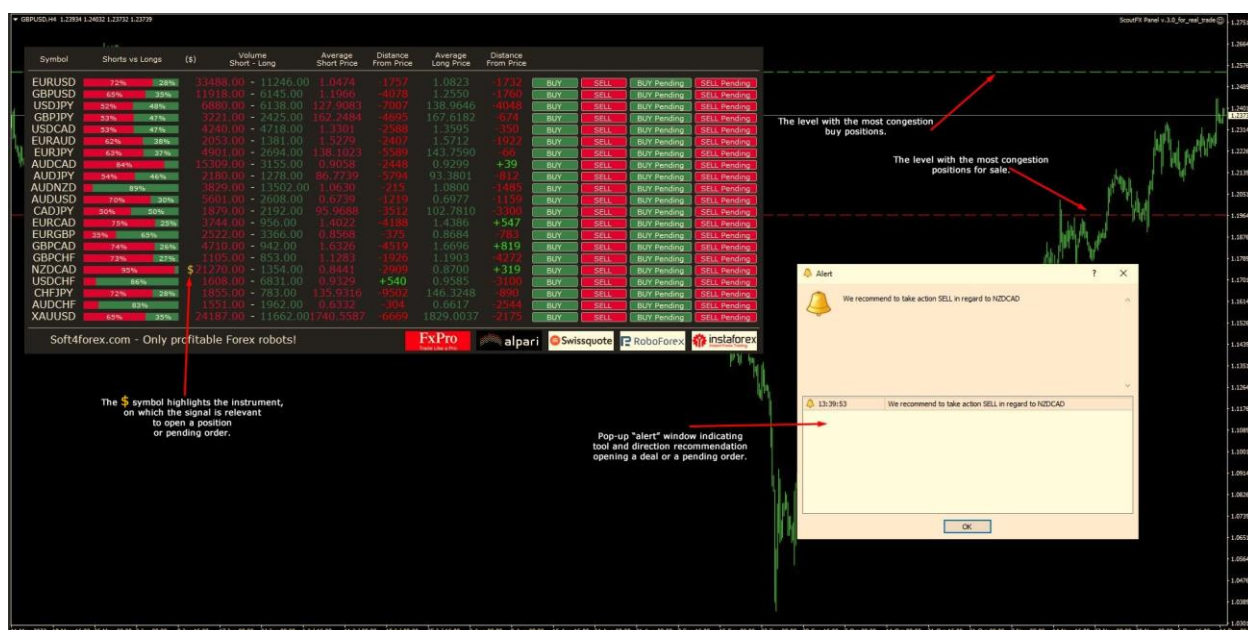 GBPUSD,H4 1.23934 1.24032 1.23732 1.23739
ScoutFX Panel v.3.0_for_real_trade
Symbol Shorts vs Longs ($) Volume Short - Long Average Short Price Distance From Price Average Long Price Distance From Price
EURUSD 72% 28% 33488.00 - 11246.00 1.0474 -1757 1.0823 -1732 BUY SELL BUY Pending SELL Pending
GBPUSD 65% 35% 11918.00 - 6145.00 1.1966 -4078 1.2550 -1760 BUY SELL BUY Pending SELL Pending
USDJPY 52% 48% 6880.00 - 6138.00 127.9083 -7007 138.9646 -4048 BUY SELL BUY Pending SELL Pending
GBPJPY 53% 47% 3221.00 - 2425.00 162.2484 -4695 167.6182 -674 BUY SELL BUY Pending SELL Pending
USDCAD 53% 47% 4240.00 - 4718.00 1.3301 -2588 1.3595 -350 BUY SELL BUY Pending SELL Pending
EURAUD 62% 38% 2053.00 - 1381.00 1.5279 -2407 1.5712 -1922 BUY SELL BUY Pending SELL Pending
EURJPY 63% 37% 4901.00 - 2694.00 138.1023 -5589 143.7590 -66 BUY SELL BUY Pending SELL Pending
AUDCAD 84% 15309.00 - 3155.00 0.9058 -2448 0.9299 +39 BUY SELL BUY Pending SELL Pending
AUDJPY 54% 46% 2180.00 - 1278.00 86.7739 -5794 93.3801 -812 BUY SELL BUY Pending SELL Pending
AUDNZD 89% 3829.00 - 13502.00 1.0630 -215 1.0800 -1485 BUY SELL BUY Pending SELL Pending
AUDUSD 70% 30% 5601.00 - 2608.00 0.6739 -1219 0.6977 -1159 BUY SELL BUY Pending SELL Pending
CADJPY 50% 50% 1879.00 - 2192.00 95.9688 -3512 102.7810 -3300 BUY SELL BUY Pending SELL Pending
EURCAD 75% 25% 3744.00 - 956.00 1.4022 -4188 1.4386 +547 BUY SELL BUY Pending SELL Pending
EURGBP 35% 65% 2522.00 - 3366.00 0.8568 -375 0.8684 -783 BUY SELL BUY Pending SELL Pending
GBPCAD 74% 26% 4710.00 - 942.00 1.6326 -4519 1.6696 +819 BUY SELL BUY Pending SELL Pending
GBPCHF 73% 27% 1105.00 - 853.00 1.1283 -1926 1.1903 -4272 BUY SELL BUY Pending SELL Pending
NZDCAD 95% $ 21270.00 - 1354.00 0.8441 -2909 0.8700 +319 BUY SELL BUY Pending SELL Pending
USDCHF 86% 1608.00 - 6831.00 0.9329 +540 0.9585 -3100 BUY SELL BUY Pending SELL Pending
CHFJPY 72% 28% 1855.00 - 783.00 135.9316 -9502 146.3248 -890 BUY SELL BUY Pending SELL Pending
AUDCHF 83% 1551.00 - 1962.00 0.6332 -304 0.6617 -2544 BUY SELL BUY Pending SELL Pending
XAUUSD 65% 35% 24187.00 - 11662.00 1740.5587 -6669 1829.0037 -2175 BUY SELL BUY Pending SELL Pending
Soft4forex.com - Only profitable Forex robots! FxPro Trade Like a Pro alpari Swissquote RoboForex instaforex
The level with the most congestion
buy positions.
The level with the most congestion
positions for sale.
Alert ? ×
We recommend to take action SELL in regard to NZDCAD
13:39:53 We recommend to take action SELL in regard to NZDCAD
OK
The $ symbol highlights the instrument,
on which the signal is relevant
to open a position
or pending order.
Pop-up "alert" window indicating
tool and direction recommendation
opening a deal or a pending order.